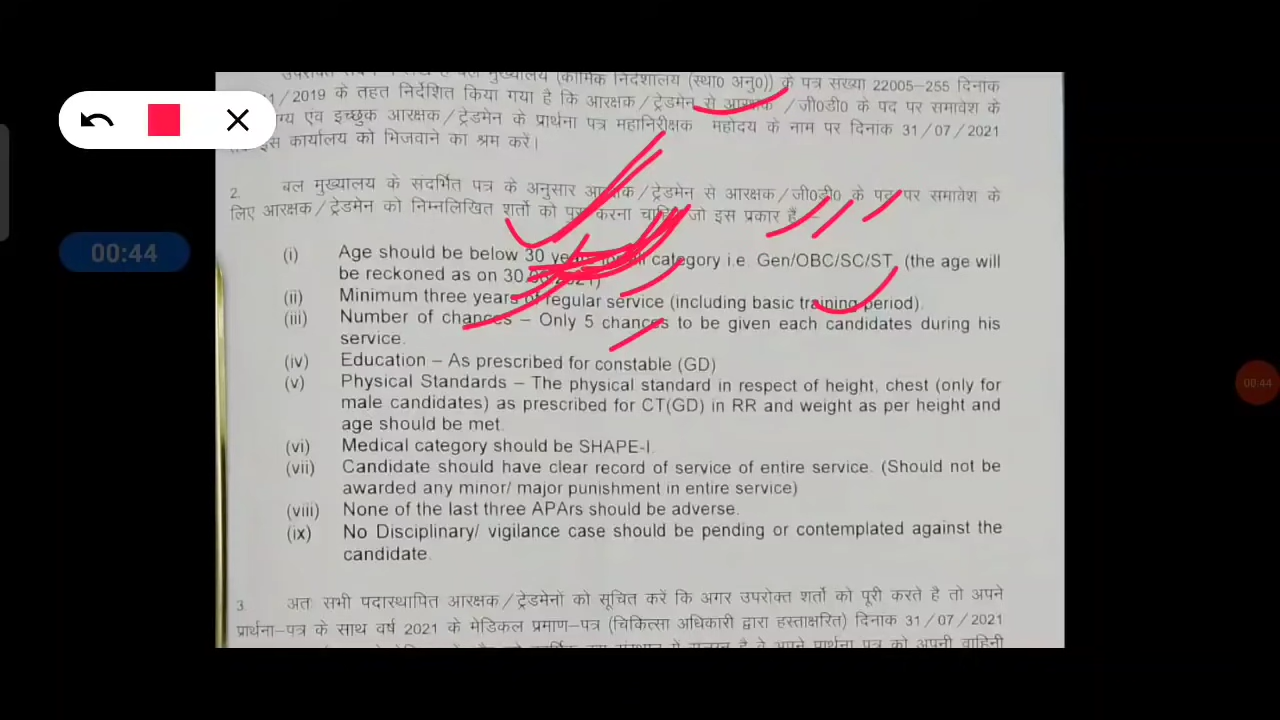 (कार्मिक निदेशालय (स्था0 अनु0)) के पत्र संख्या 22005-255 दिनांक
/2019 के तहत निर्देशित किया गया है कि आरक्षक/ट्रेडमेन से आरक्षक /जी0डी0 के पद पर समावेश के
एवं इच्छुक आरक्षक/ट्रेडमेन के प्रार्थना पत्र महानिरीक्षक महोदय के नाम पर दिनांक 31/07/2021
इस कार्यालय को भिजवाने का श्रम करें।
2. बल मुख्यालय के संदर्भित पत्र के अनुसार आरक्षक/ट्रेडमेन से आरक्षक/जी0डी0 के पद पर समावेश के
लिए आरक्षक/ट्रेडमेन को निम्नलिखित शर्तो को पुरा करना चाहिए जो इस प्रकार हैं :-
00:44
(i) Age should be below 30 years for all category i.e. Gen/OBC/SC/ST, (the age will
be reckoned as on 30.06.2021)
(ii) Minimum three years of regular service (including basic training period).
(iii) Number of chances – Only 5 chances to be given each candidates during his
service.
(iv) Education – As prescribed for constable (GD)
(v) Physical Standards – The physical standard in respect of height, chest (only for
male candidates) as prescribed for CT(GD) in RR and weight as per height and
age should be met.
00:44
(vi) Medical category should be SHAPE-I.
(vii) Candidate should have clear record of service of entire service. (Should not be
awarded any minor/ major punishment in entire service)
(viii) None of the last three APArs should be adverse.
(ix) No Disciplinary/ vigilance case should be pending or contemplated against the
candidate.
3. अतः सभी पदास्थापित आरक्षक/ट्रेडमेनों को सूचित करें कि अगर उपरोक्त शर्तो को पूरी करते है तो अपने
प्रार्थना-पत्र के साथ वर्ष 2021 के मेडिकल प्रमाण-पत्र (चिकित्सा अधिकारी द्वारा हस्ताक्षरित) दिनांक 31/07/2021